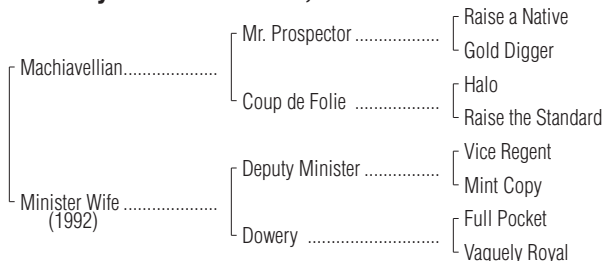 Raise a Native
Mr. Prospector ..................
Gold Digger
Machiavellian....................
Halo
Coup de Folie ..................
Raise the Standard
Vice Regent
Deputy Minister ................
Mint Copy
Minister Wife ....................
(1992)
Full Pocket
Dowery ............................
Vaguely Royal